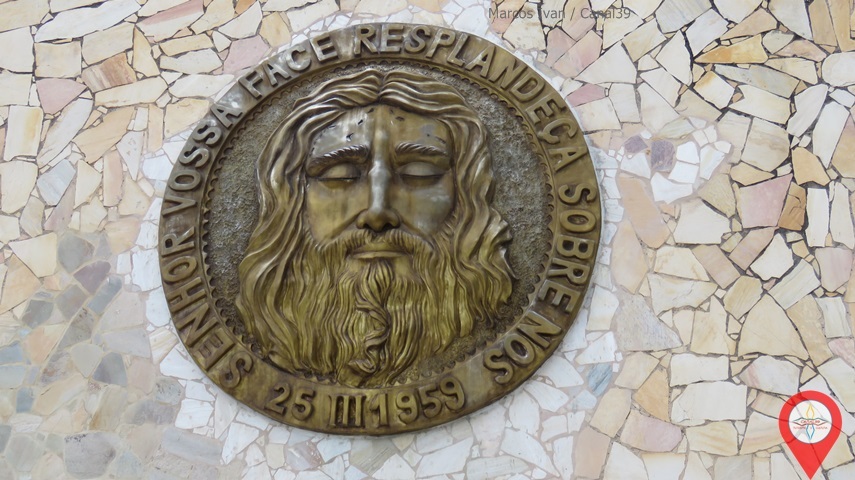 Marcos Ivan / Canal39
SENHOR VOSSA FACE RESPLANDEÇA SOBRE NOS
25 III 1959